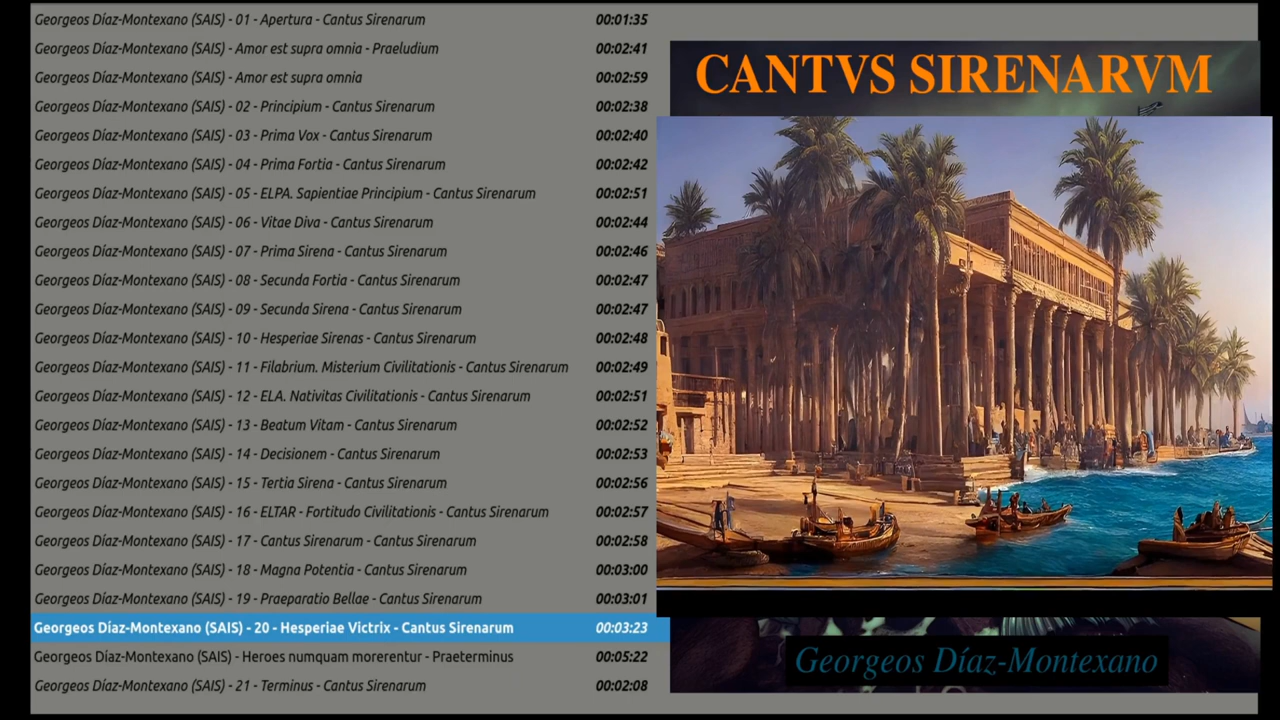 Georgeos Díaz-Montexano (SAIS) - 01 - Apertura - Cantus Sirenarum 00:01:35
Georgeos Díaz-Montexano (SAIS) - Amor est supra omnia - Praeludium 00:02:41
Georgeos Díaz-Montexano (SAIS) - Amor est supra omnia 00:02:59
Georgeos Díaz-Montexano (SAIS) - 02 - Principium - Cantus Sirenarum 00:02:38
Georgeos Díaz-Montexano (SAIS) - 03 - Prima Vox - Cantus Sirenarum 00:02:40
Georgeos Díaz-Montexano (SAIS) - 04 - Prima Fortia - Cantus Sirenarum 00:02:42
Georgeos Díaz-Montexano (SAIS) - 05 - ELPA. Sapientiae Principium - Cantus Sirenarum 00:02:51
Georgeos Díaz-Montexano (SAIS) - 06 - Vitae Diva - Cantus Sirenarum 00:02:44
Georgeos Díaz-Montexano (SAIS) - 07 - Prima Sirena - Cantus Sirenarum 00:02:46
Georgeos Díaz-Montexano (SAIS) - 08 - Secunda Fortia - Cantus Sirenarum 00:02:47
Georgeos Díaz-Montexano (SAIS) - 09 - Secunda Sirena - Cantus Sirenarum 00:02:47
Georgeos Díaz-Montexano (SAIS) - 10 - Hesperiae Sirenas - Cantus Sirenarum 00:02:48
Georgeos Díaz-Montexano (SAIS) - 11 - Filabrium. Misterium Civilitationis - Cantus Sirenarum 00:02:49
Georgeos Díaz-Montexano (SAIS) - 12 - ELA. Nativitas Civilitationis - Cantus Sirenarum 00:02:51
Georgeos Díaz-Montexano (SAIS) - 13 - Beatum Vitam - Cantus Sirenarum 00:02:52
Georgeos Díaz-Montexano (SAIS) - 14 - Decisionem - Cantus Sirenarum 00:02:53
Georgeos Díaz-Montexano (SAIS) - 15 - Tertia Sirena - Cantus Sirenarum 00:02:56
Georgeos Díaz-Montexano (SAIS) - 16 - ELTAR - Fortitudo Civilitationis - Cantus Sirenarum 00:02:57
Georgeos Díaz-Montexano (SAIS) - 17 - Cantus Sirenarum - Cantus Sirenarum 00:02:58
Georgeos Díaz-Montexano (SAIS) - 18 - Magna Potentia - Cantus Sirenarum 00:03:00
Georgeos Díaz-Montexano (SAIS) - 19 - Praeparatio Bellae - Cantus Sirenarum 00:03:01
Georgeos Díaz-Montexano (SAIS) - 20 - Hesperiae Victrix - Cantus Sirenarum 00:03:23
Georgeos Díaz-Montexano (SAIS) - Heroes numquam morerentur - Praeterminus 00:05:22
Georgeos Díaz-Montexano (SAIS) - 21 - Terminus - Cantus Sirenarum 00:02:08
CANTVS SIRENARVM
Georgeos Díaz-Montexano